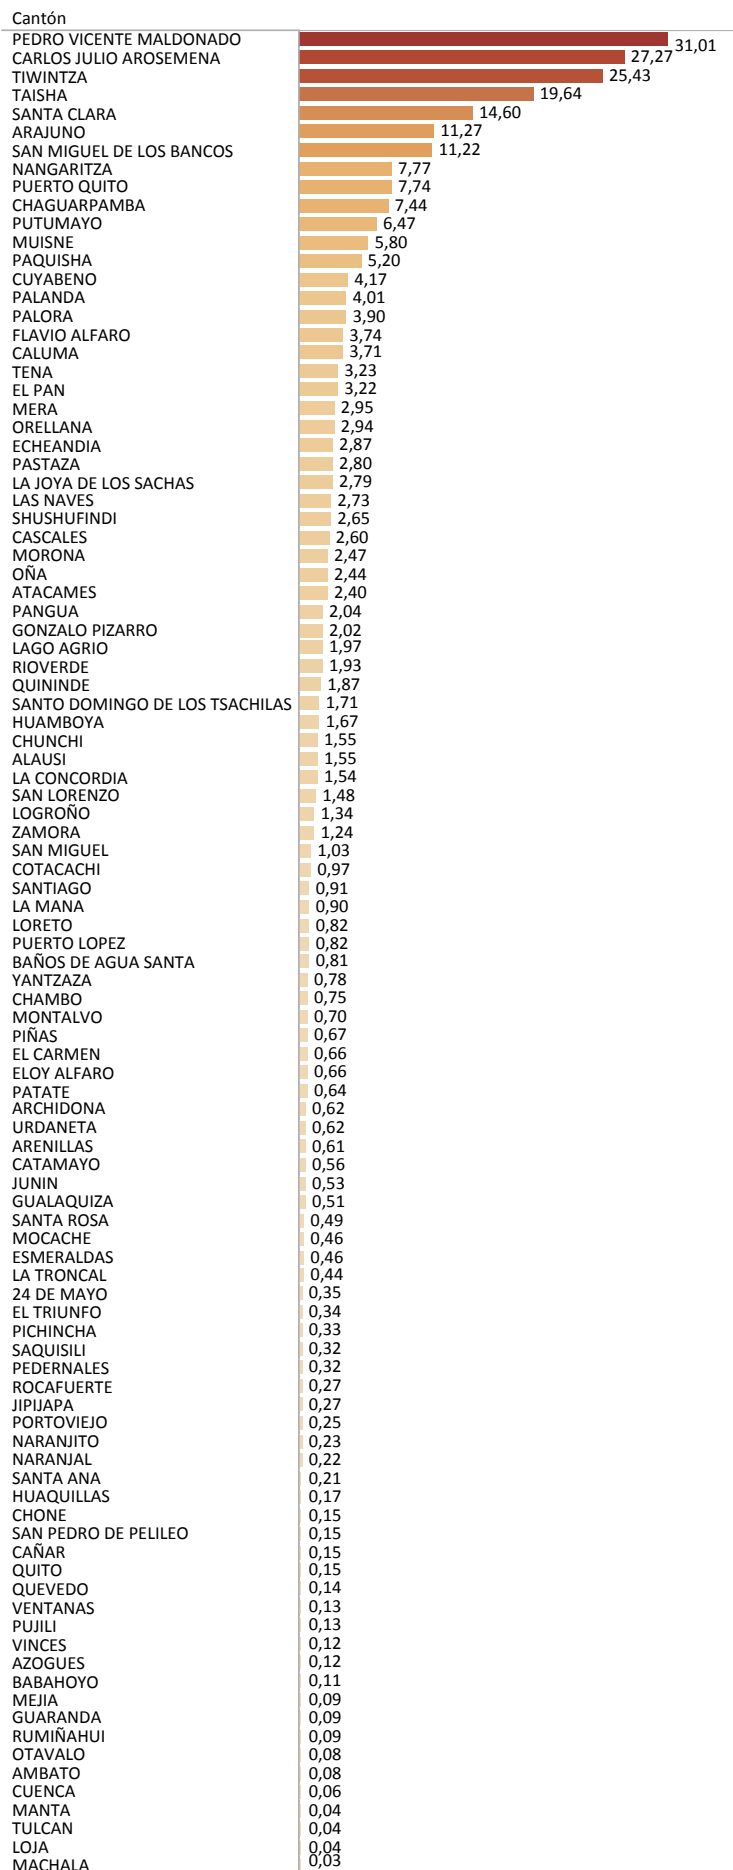 Cantón
PEDRO VICENTE MALDONADO 31,01
CARLOS JULIO AROSEMENA 27,27
TIWINTZA 25,43
TAISHA 19,64
SANTA CLARA 14,60
ARAJUNO 11,27
SAN MIGUEL DE LOS BANCOS 11,22
NANGARITZA 7,77
PUERTO QUITO 7,74
CHAGUARPAMBA 7,44
PUTUMAYO 6,47
MUISNE 5,80
PAQUISHA 5,20
CUYABENO 4,17
PALANDA 4,01
PALORA 3,90
FLAVIO ALFARO 3,74
CALUMA 3,71
TENA 3,23
EL PAN 3,22
MERA 2,95
ORELLANA 2,94
ECHEANDIA 2,87
PASTAZA 2,80
LA JOYA DE LOS SACHAS 2,79
LAS NAVES 2,73
SHUSHUFINDI 2,65
CASCALES 2,60
MORONA 2,47
OÑA 2,44
ATACAMES 2,40
PANGUA 2,04
GONZALO PIZARRO 2,02
LAGO AGRIO 1,97
RIOVERDE 1,93
QUININDE 1,87
SANTO DOMINGO DE LOS TSACHILAS 1,71
HUAMBOYA 1,67
CHUNCHI 1,55
ALAUSI 1,55
LA CONCORDIA 1,54
SAN LORENZO 1,48
LOGROÑO 1,34
ZAMORA 1,24
SAN MIGUEL 1,03
COTACACHI 0,97
SANTIAGO 0,91
LA MANA 0,90
LORETO 0,82
PUERTO LOPEZ 0,82
BAÑOS DE AGUA SANTA 0,81
YANTZAZA 0,78
CHAMBO 0,75
MONTALVO 0,70
PIÑAS 0,67
EL CARMEN 0,66
ELOY ALFARO 0,66
PATATE 0,64
ARCHIDONA 0,62
URDANETA 0,62
ARENILLAS 0,61
CATAMAYO 0,56
JUNIN 0,53
GUALAQUIZA 0,51
SANTA ROSA 0,49
MOCACHE 0,46
ESMERALDAS 0,46
LA TRONCAL 0,44
24 DE MAYO 0,35
EL TRIUNFO 0,34
PICHINCHA 0,33
SAQUISILI 0,32
PEDERNALES 0,32
ROCAFUERTE 0,27
JIPIJAPA 0,27
PORTOVIEJO 0,25
NARANJITO 0,23
NARANJAL 0,22
SANTA ANA 0,21
HUAQUILLAS 0,17
CHONE 0,15
SAN PEDRO DE PELILEO 0,15
CAÑAR 0,15
QUITO 0,15
QUEVEDO 0,14
VENTANAS 0,13
PUJILI 0,13
VINCES 0,12
AZOGUES 0,12
BABAHOYO 0,11
MEJIA 0,09
GUARANDA 0,09
RUMIÑAHUI 0,09
OTAVALO 0,08
AMBATO 0,08
CUENCA 0,06
MANTA 0,04
TULCAN 0,04
LOJA 0,04
MACHALA 0,03